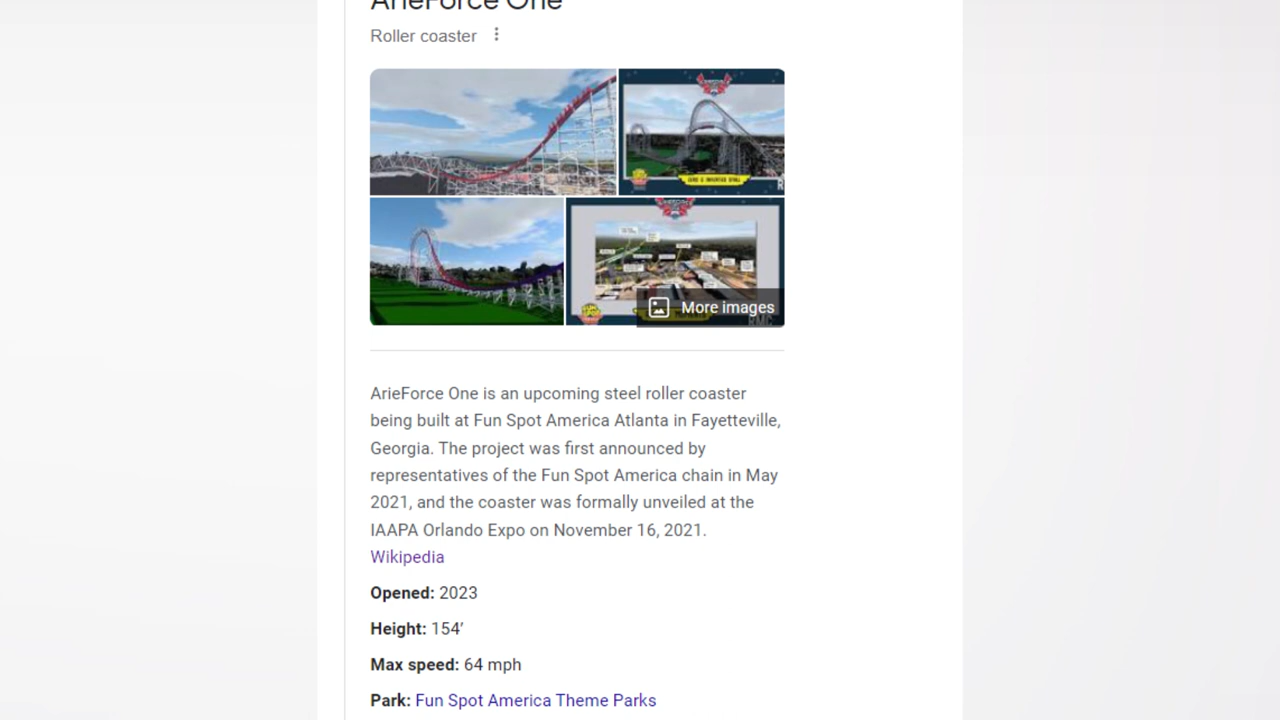 ArieForce One
Roller coaster
More images
ArieForce One is an upcoming steel roller coaster
being built at Fun Spot America Atlanta in Fayetteville,
Georgia. The project was first announced by
representatives of the Fun Spot America chain in May
2021, and the coaster was formally unveiled at the
IAAPA Orlando Expo on November 16, 2021.
Wikipedia
Opened: 2023
Height: 154′
Max speed: 64 mph
Park: Fun Spot America Theme Parks